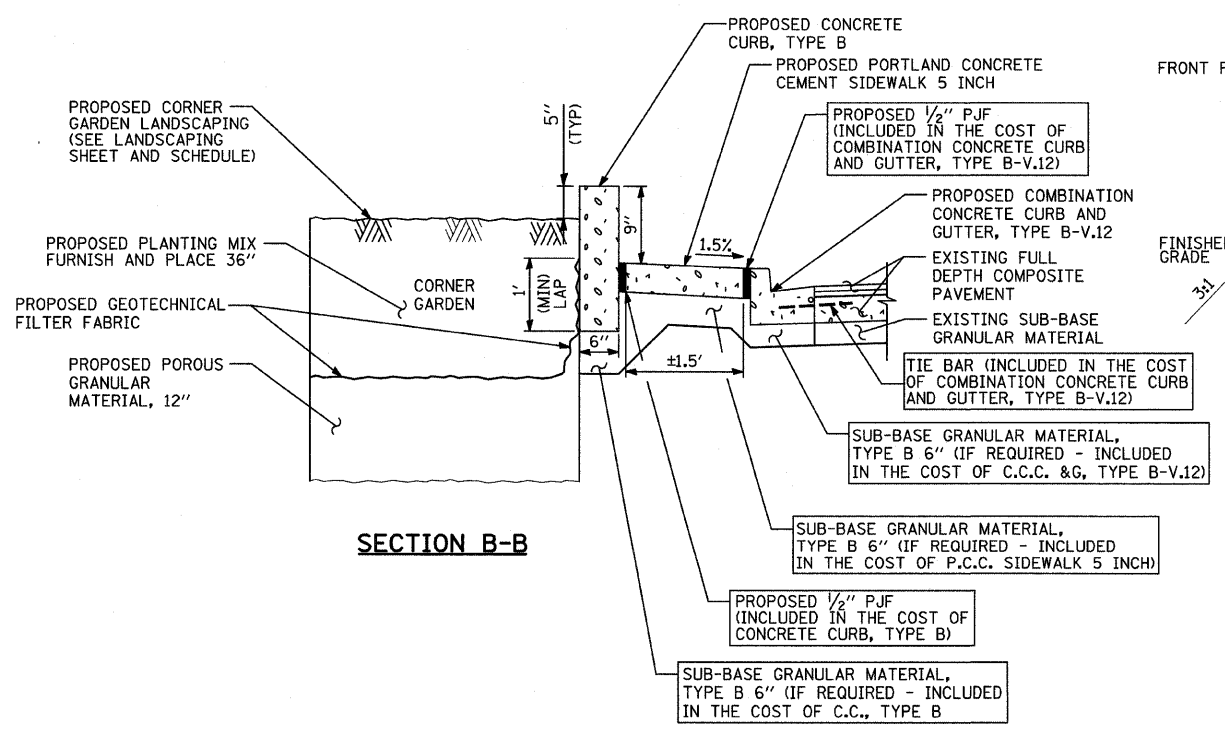 PROPOSED CONCRETE
CURB, TYPE B
PROPOSED PORTLAND CONCRETE
CEMENT SIDEWALK 5 INCH
FRONT
PROPOSED CORNER
GARDEN LANDSCAPING
(SEE LANDSCAPING
SHEET AND SCHEDULE)
5"
(TYP)
PROPOSED 1/2" PJF
(INCLUDED IN THE COST OF
COMBINATION CONCRETE CURB
AND GUTTER, TYPE B-V.12)
PROPOSED COMBINATION
CONCRETE CURB AND
GUTTER, TYPE B-V.12
9"
1.5%
PROPOSED PLANTING MIX
FURNISH AND PLACE 36"
FINISHED
GRADE
3:1
EXISTING FULL
DEPTH COMPOSITE
PAVEMENT
CORNER
GARDEN
1'
(MIN)
LAP
PROPOSED GEOTECHNICAL
FILTER FABRIC
EXISTING SUB-BASE
GRANULAR MATERIAL
6"
±1.5'
PROPOSED POROUS
GRANULAR
MATERIAL, 12"
TIE BAR (INCLUDED IN THE COST
OF COMBINATION CONCRETE CURB
AND GUTTER, TYPE B-V.12)
SUB-BASE GRANULAR MATERIAL,
TYPE B 6" (IF REQUIRED - INCLUDED
IN THE COST OF C.C.C. &G, TYPE B-V.12)
SECTION B-B
SUB-BASE GRANULAR MATERIAL,
TYPE B 6" (IF REQUIRED - INCLUDED
IN THE COST OF P.C.C. SIDEWALK 5 INCH)
PROPOSED 1/2" PJF
(INCLUDED IN THE COST OF
CONCRETE CURB, TYPE B)
SUB-BASE GRANULAR MATERIAL,
TYPE B 6" (IF REQUIRED - INCLUDED
IN THE COST OF C.C., TYPE B